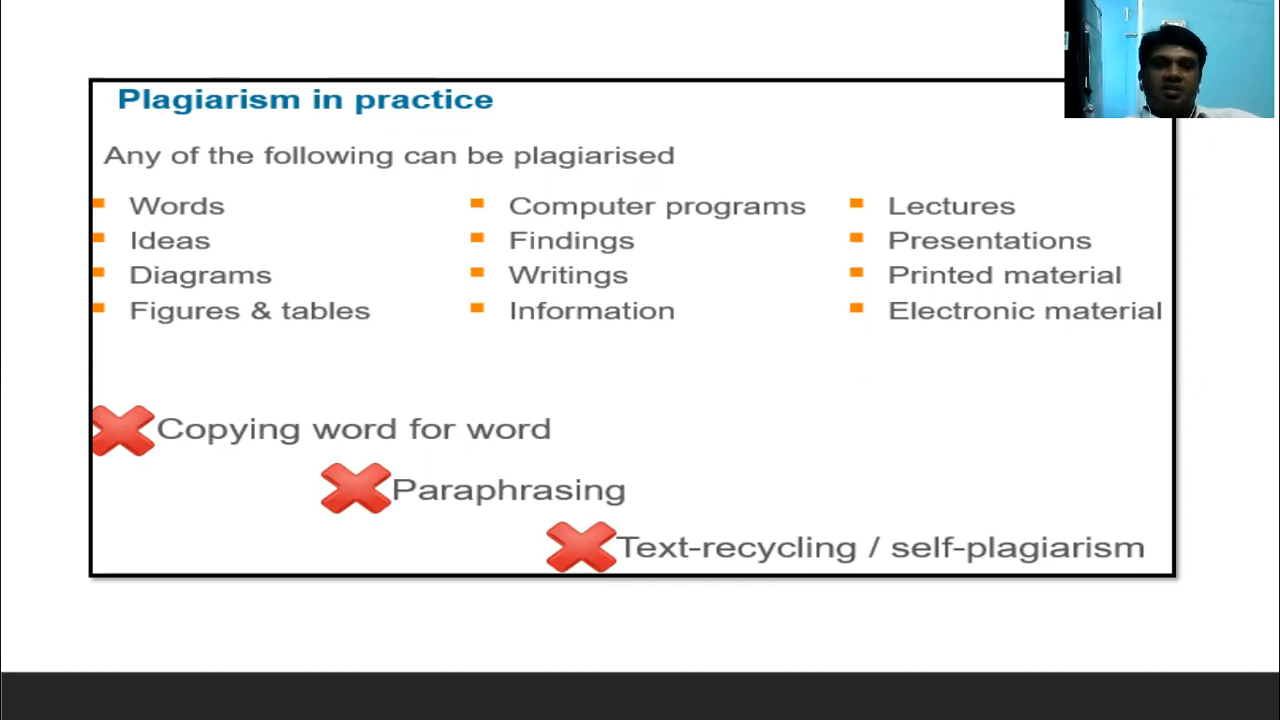 Plagiarism in practice
Any of the following can be plagiarised
Words
Ideas
Diagrams
Figures & tables
Computer programs
Findings
Writings
Information
Lectures
Presentations
Printed material
Electronic material
Copying word for word
Paraphrasing
Text-recycling / self-plagiarism